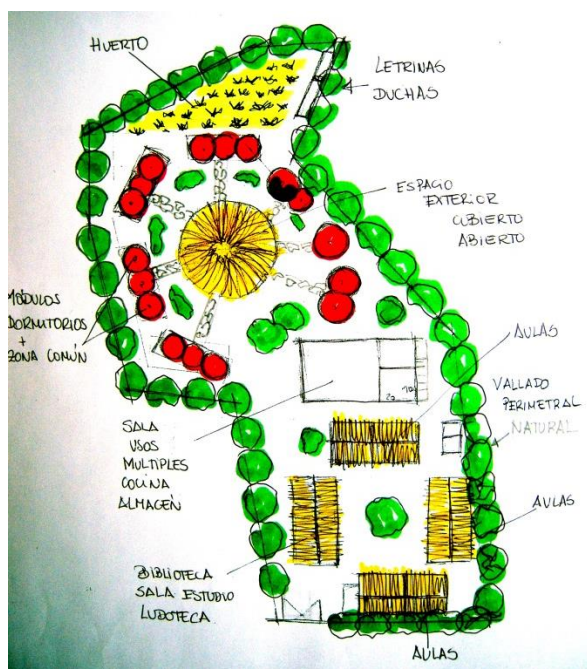 HUERTO
LETRINAS
DUCHAS
ESPACIO
EXTERIOR
CUBIERTO
ABIERTO
MÓDULOS
DORMITORIOS
+
ZONA COMÚN
AULAS
VALLADO
PERIMETRAL
NATURAL
SALA
USOS
MULTIPLES
COCINA
ALMACÉN
AULAS
BIBLIOTECA
SALA ESTUDIO
LUDOTECA
AULAS